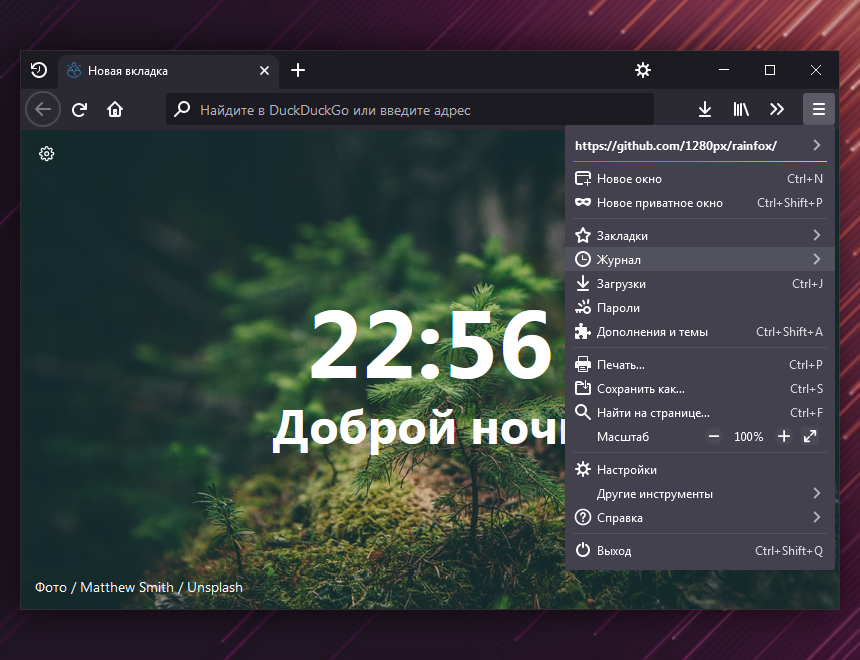 Новая вкладка
Найдите в DuckDuckGo или введите адрес
https://github.com/1280px/rainfox/
Новое окно Ctrl+N
Новое приватное окно Ctrl+Shift+P
Закладки
Журнал
Загрузки Ctrl+J
Пароли
Дополнения и темы Ctrl+Shift+A
Печать... Ctrl+P
Сохранить как... Ctrl+S
Найти на странице... Ctrl+F
Масштаб 100%
Настройки
Другие инструменты
Справка
Выход Ctrl+Shift+Q
22:56
Доброй ноч
Фото / Matthew Smith / Unsplash